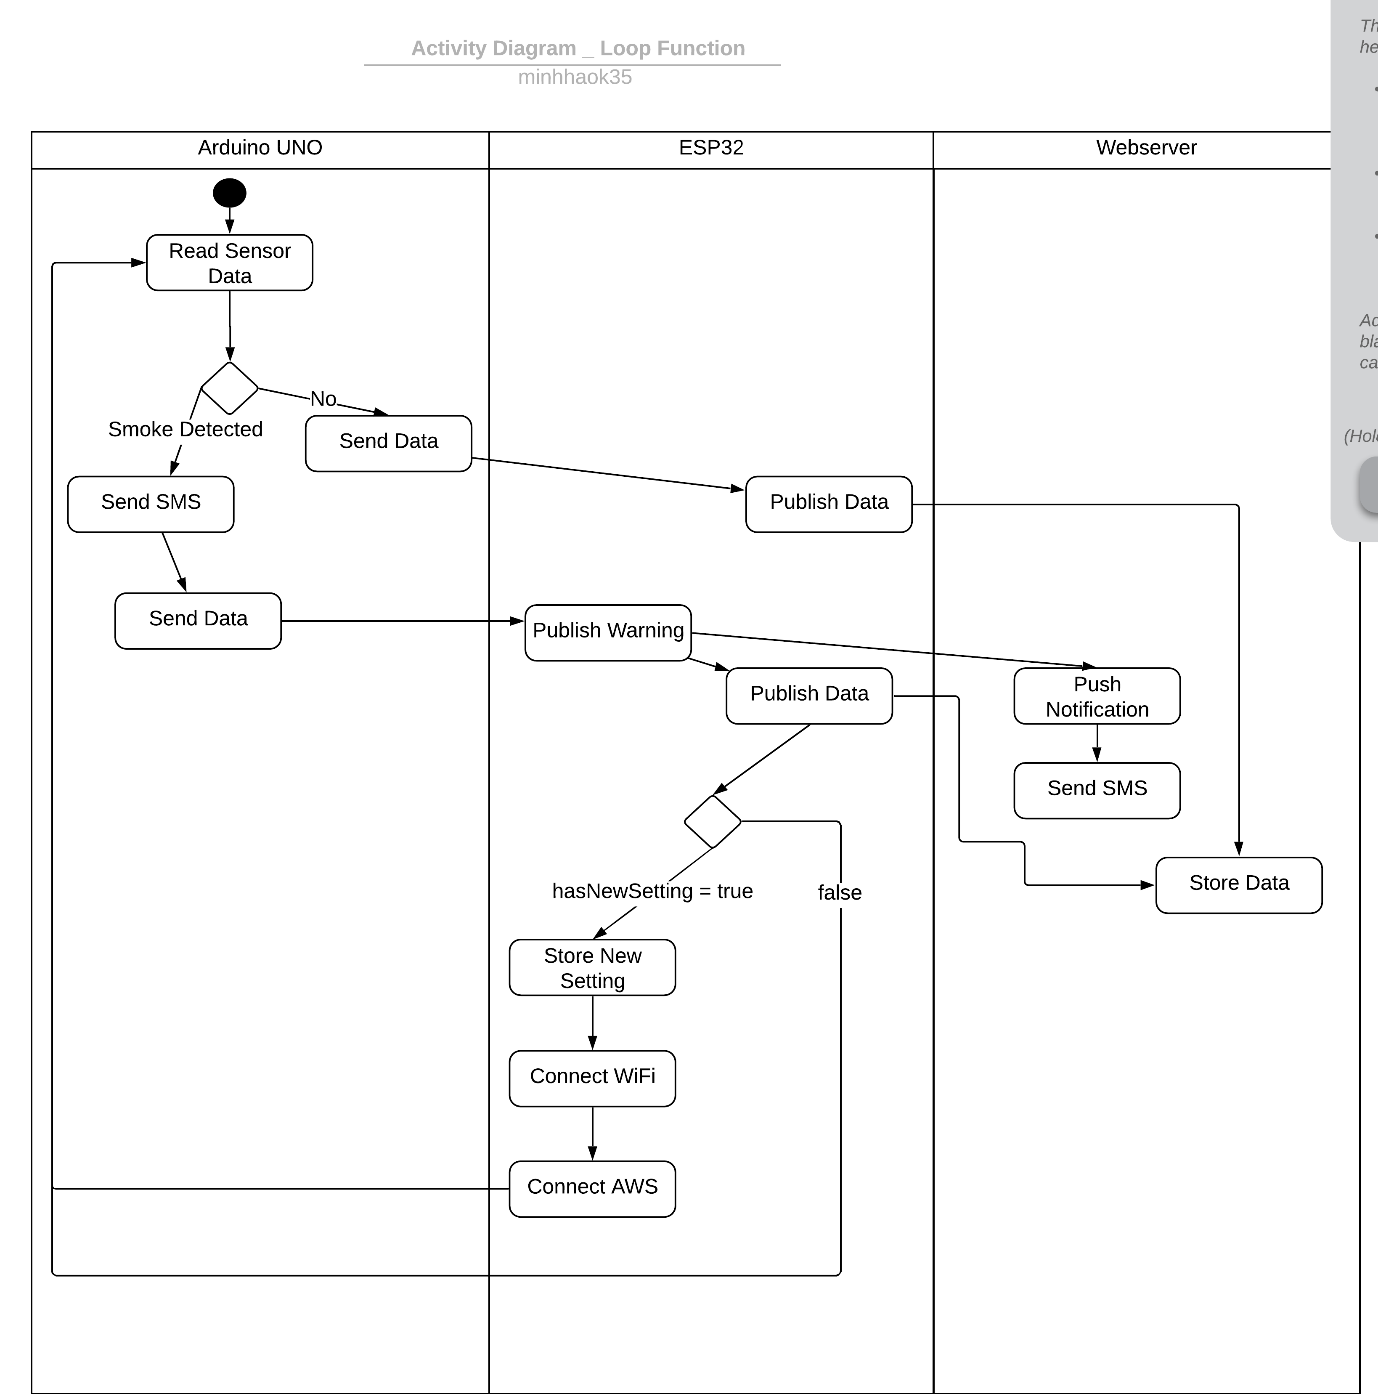 Activity Diagram _ Loop Function
minhhaok35
Arduino UNO
ESP32
Webserver
Read Sensor
Data
No
Smoke Detected
Send Data
Send SMS
Publish Data
Send Data
Publish Warning
Publish Data
Push
Notification
Send SMS
hasNewSetting = true
false
Store Data
Store New
Setting
Connect WiFi
Connect AWS
(Hol